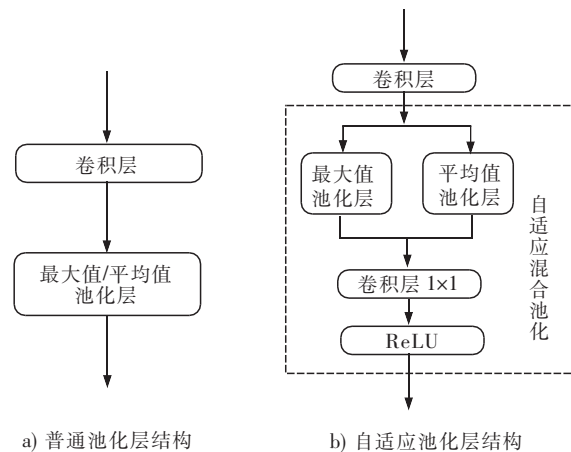 卷积层
最大值/平均值
池化层
a) 普通池化层结构
卷积层
最大值
池化层
平均值
池化层
卷积层 1×1
ReLU
自适应混合池化
b) 自适应池化层结构